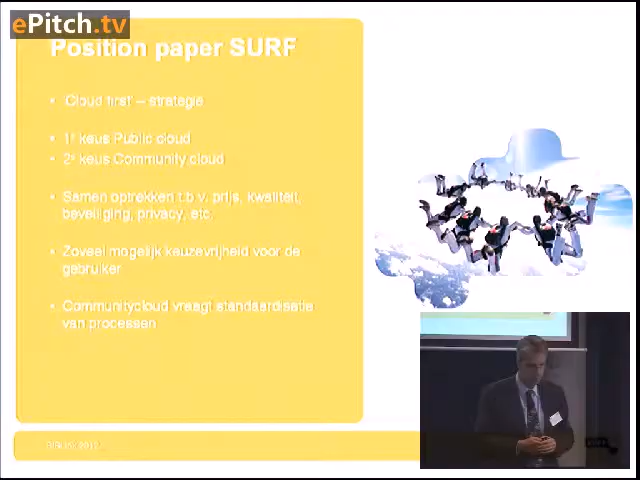 ePitch.tv
Position paper SURF
• 'Cloud first' – strategie
• 1e keus Public cloud
• 2e keus Community cloud
• Samen optrekken t.b.v. prijs, kwaliteit,
beveiliging, privacy, etc.
• Zoveel mogelijk keuzevrijheid voor de
gebruiker
• Communitycloud vraagt standaardisatie
van processen